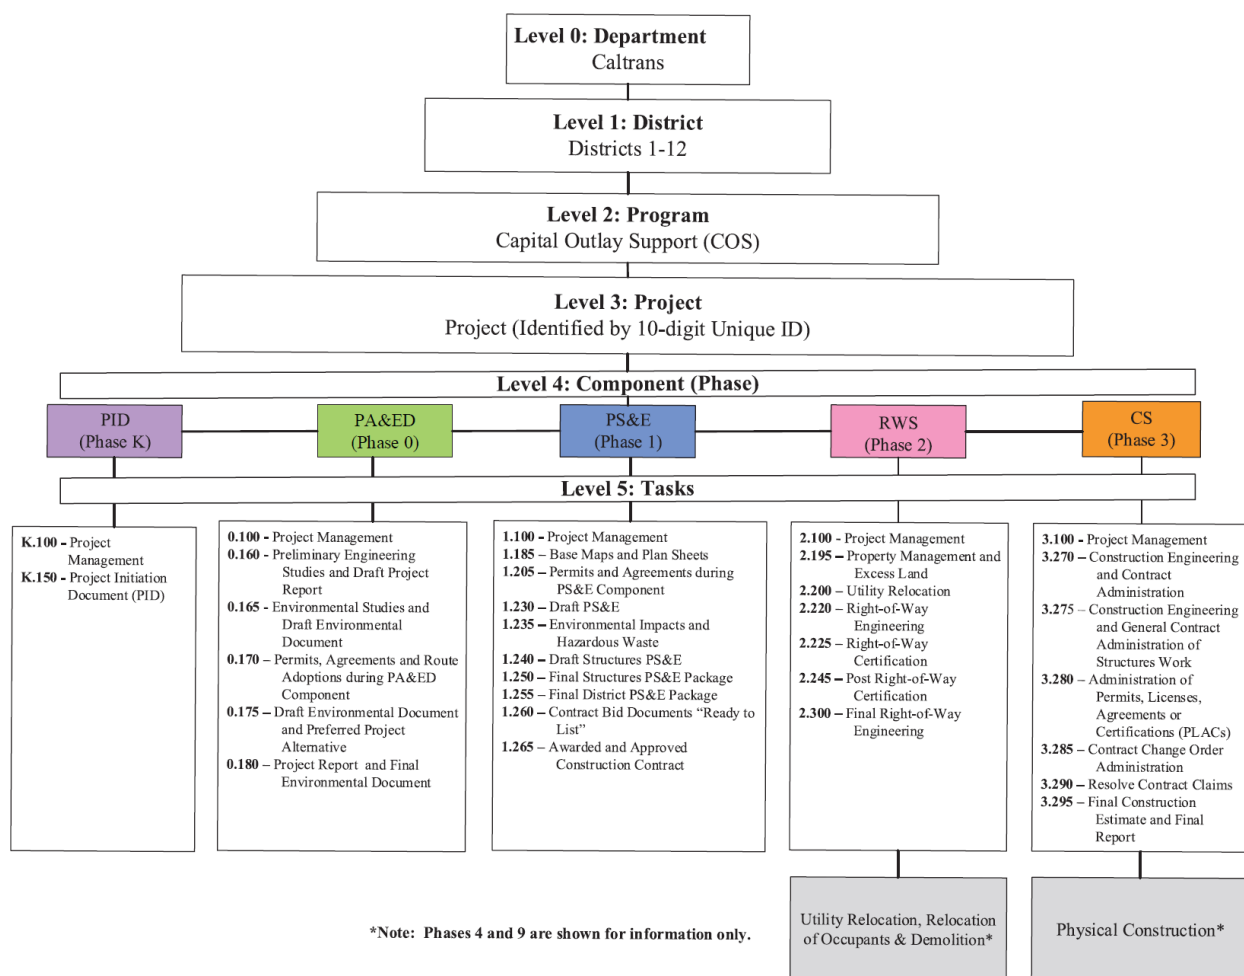 Level 0: Department
Caltrans
Level 1: District
Districts 1-12
Level 2: Program
Capital Outlay Support (COS)
Level 3: Project
Project (Identified by 10-digit Unique ID)
Level 4: Component (Phase)
PID
(Phase K)
PA&ED
(Phase 0)
PS&E
(Phase 1)
RWS
(Phase 2)
CS
(Phase 3)
Level 5: Tasks
K.100 - Project
Management
K.150 - Project Initiation
Document (PID)
0.100 - Project Management
0.160 – Preliminary Engineering
Studies and Draft Project
Report
0.165 - Environmental Studies and
Draft Environmental
Document
0.170 – Permits, Agreements and Route
Adoptions during PA&ED
Component
0.175 – Draft Environmental Document
and Preferred Project
Alternative
0.180 – Project Report and Final
Environmental Document
1.100 - Project Management
1.185 – Base Maps and Plan Sheets
1.205 – Permits and Agreements during
PS&E Component
1.230 – Draft PS&E
1.235 – Environmental Impacts and
Hazardous Waste
1.240 – Draft Structures PS&E
1.250 – Final Structures PS&E Package
1.255 – Final District PS&E Package
1.260 – Contract Bid Documents “Ready to
List”
1.265 – Awarded and Approved
Construction Contract
2.100 - Project Management
2.195 – Property Management and
Excess Land
2.200 – Utility Relocation
2.220 – Right-of-Way
Engineering
2.225 – Right-of-Way
Certification
2.245 – Post Right-of-Way
Certification
2.300 – Final Right-of-Way
Engineering
3.100 - Project Management
3.270 – Construction Engineering
and Contract
Administration
3.275 – Construction Engineering
and General Contract
Administration of
Structures Work
3.280 – Administration of
Permits, Licenses,
Agreements or
Certifications (PLACs)
3.285 – Contract Change Order
Administration
3.290 – Resolve Contract Claims
3.295 – Final Construction
Estimate and Final
Report
Utility Relocation, Relocation
of Occupants & Demolition*
Physical Construction*
*Note: Phases 4 and 9 are shown for information only.